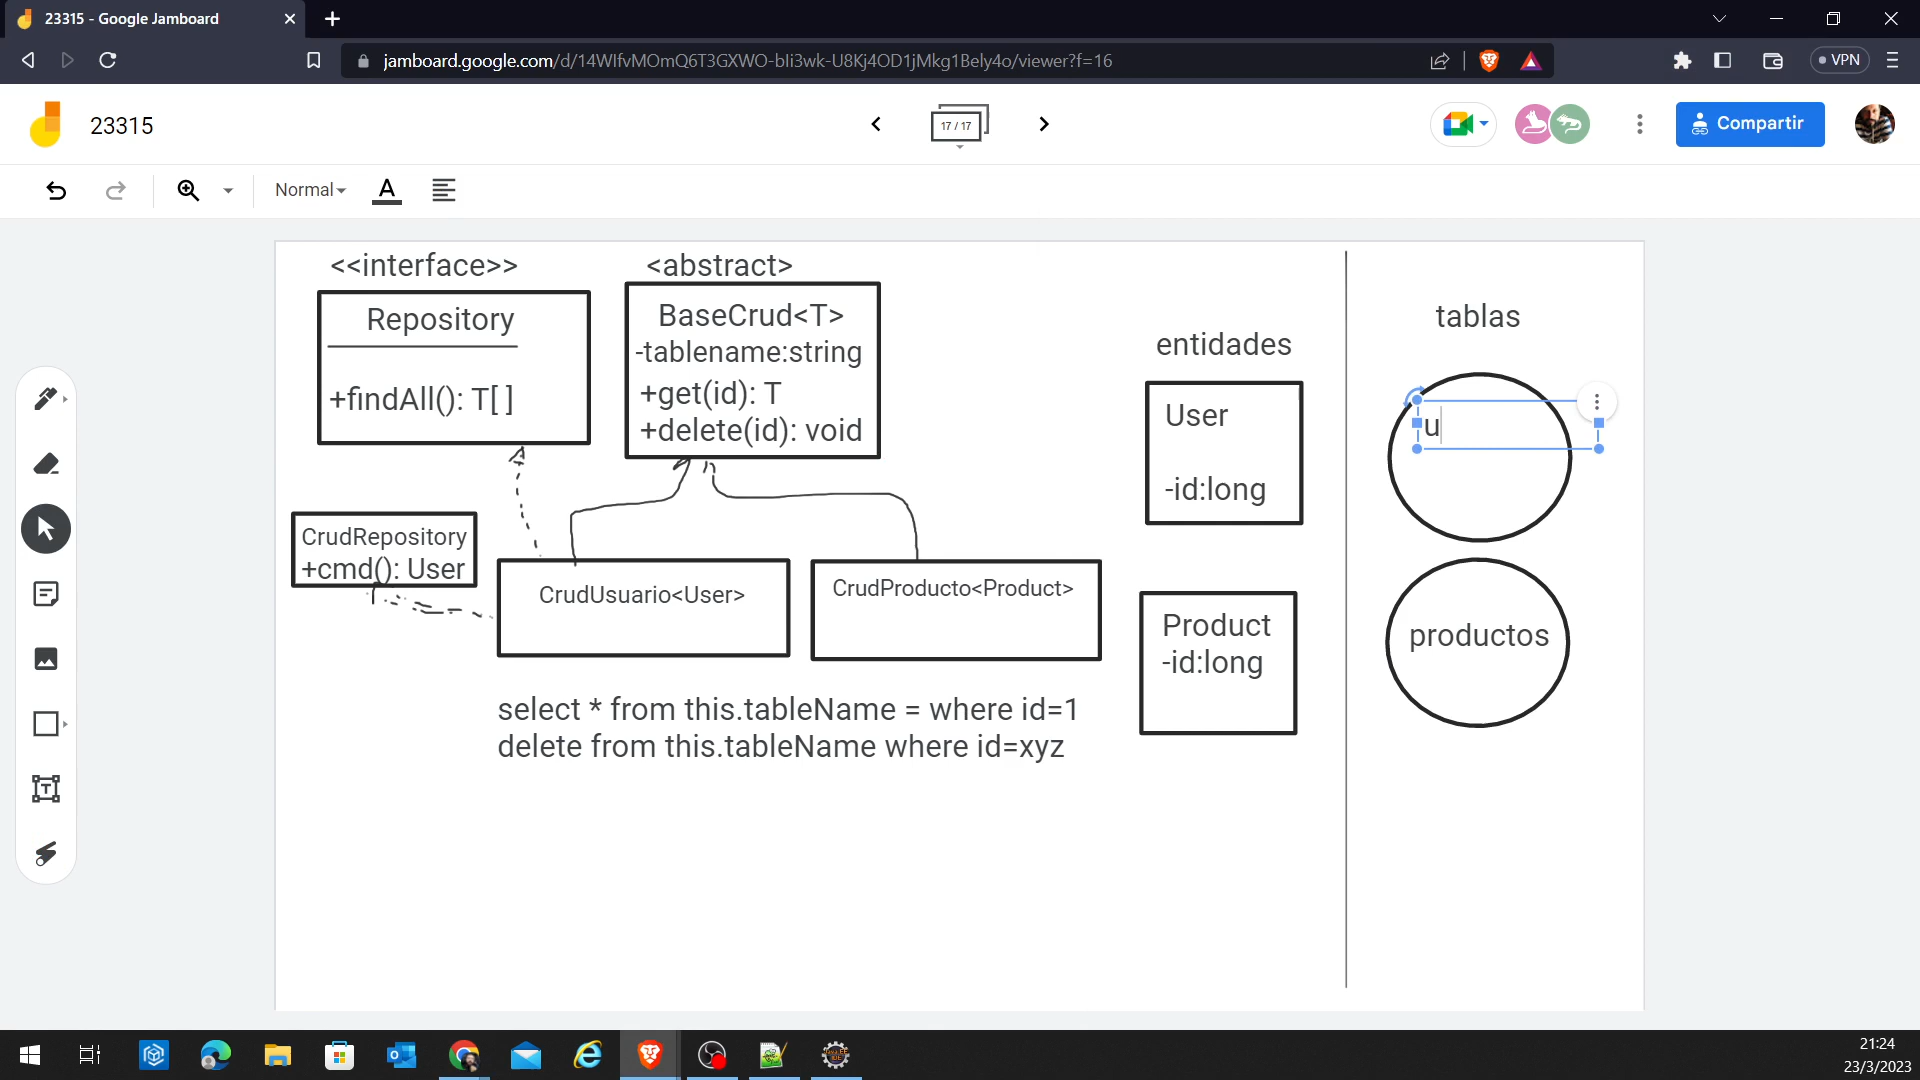 23315 - Google Jamboard
jamboard.google.com/d/14WIfvMOmQ6T3GXWO-bIi3wk-U8Kj4OD1jMkg1Bely4o/viewer?f=16
VPN
23315
17 / 17
Compartir
Normal
A
<<interface>>
Repository
+findAll(): T[ ]
<abstract>
BaseCrud<T>
-tablename:string
+get(id): T
+delete(id): void
CrudRepository
+cmd(): User
CrudUsuario<User>
CrudProducto<Product>
select * from this.tableName = where id=1
delete from this.tableName where id=xyz
entidades
User
-id:long
Product
-id:long
tablas
u
productos
21:24
23/3/2023